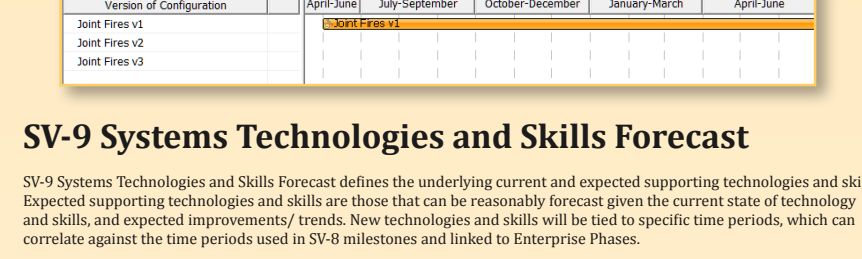 Version of Configuration April-June July-September October-December January-March April-June
Joint Fires v1 Joint Fires v1
Joint Fires v2
Joint Fires v3
SV-9 Systems Technologies and Skills Forecast
SV-9 Systems Technologies and Skills Forecast defines the underlying current and expected supporting technologies and
Expected supporting technologies and skills are those that can be reasonably forecast given the current state of technology
and skills, and expected improvements/ trends. New technologies and skills will be tied to specific time periods, which can
correlate against the time periods used in SV-8 milestones and linked to Enterprise Phases.